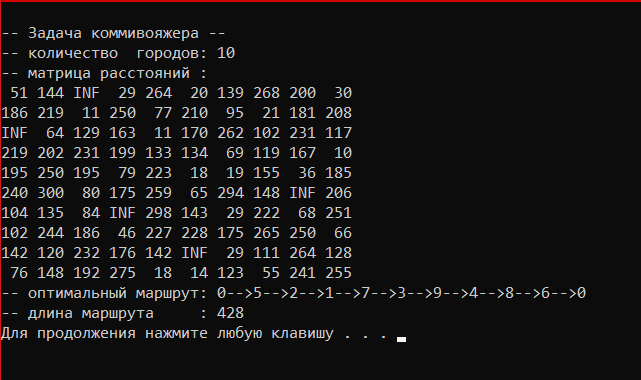 -- Задача коммивояжера --
-- количество  городов: 10
-- матрица расстояний :
  51 144 INF  29 264  20 139 268 200  30
186 219  11 250  77 210  95  21 181 208
INF  64 129 163  11 170 262 102 231 117
219 202 231 199 133 134  69 119 167  10
195 250 195  79 223  18  19 155  36 185
240 300  80 175 259  65 294 148 INF 206
104 135  84 INF 298 143  29 222  68 251
102 244 186  46 227 228 175 265 250  66
142 120 232 176 142 INF  29 111 264 128
  76 148 192 275  18  14 123  55 241 255
-- оптимальный маршрут: 0-->5-->2-->1-->7-->3-->9-->4-->8-->6-->0
-- длина маршрута     : 428
Для продолжения нажмите любую клавишу . . .